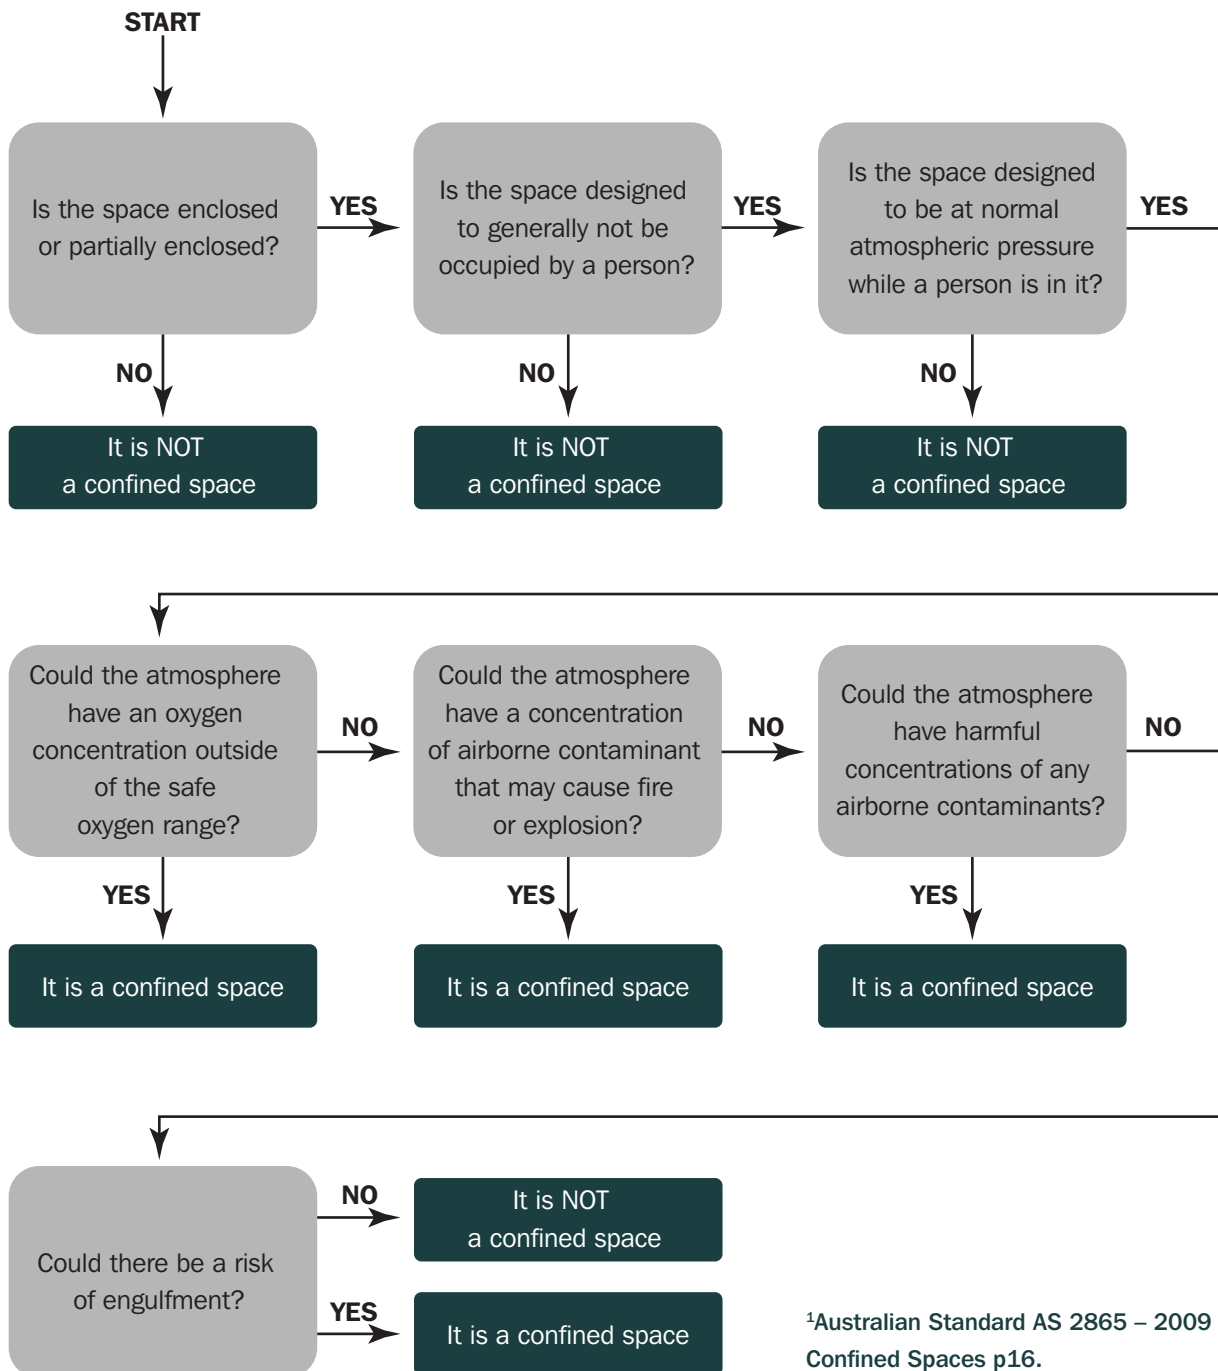 START
Is the space enclosed
or partially enclosed?
YES
Is the space designed
to generally not be
occupied by a person?
YES
Is the space designed
to be at normal
atmospheric pressure
while a person is in it?
YES
NO
NO
NO
It is NOT
a confined space
It is NOT
a confined space
It is NOT
a confined space
Could the atmosphere
have an oxygen
concentration outside
of the safe
oxygen range?
NO
Could the atmosphere
have a concentration
of airborne contaminant
that may cause fire
or explosion?
NO
Could the atmosphere
have harmful
concentrations of any
airborne contaminants?
NO
YES
YES
YES
It is a confined space
It is a confined space
It is a confined space
Could there be a risk
of engulfment?
NO
It is NOT
a confined space
YES
It is a confined space
¹Australian Standard AS 2865 – 2009
Confined Spaces p16.